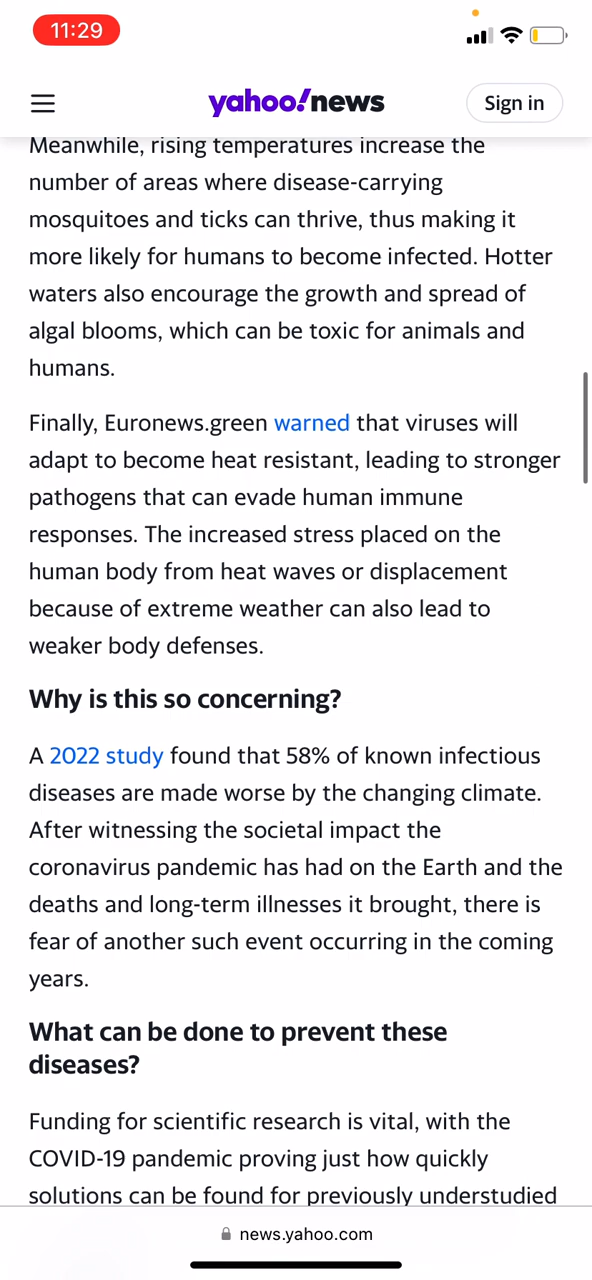 11:29
yahoo!news
Sign in
Meanwhile, rising temperatures increase the
number of areas where disease-carrying
mosquitoes and ticks can thrive, thus making it
more likely for humans to become infected. Hotter
waters also encourage the growth and spread of
algal blooms, which can be toxic for animals and
humans.
Finally, Euronews.green warned that viruses will
adapt to become heat resistant, leading to stronger
pathogens that can evade human immune
responses. The increased stress placed on the
human body from heat waves or displacement
because of extreme weather can also lead to
weaker body defenses.
Why is this so concerning?
A 2022 study found that 58% of known infectious
diseases are made worse by the changing climate.
After witnessing the societal impact the
coronavirus pandemic has had on the Earth and the
deaths and long-term illnesses it brought, there is
fear of another such event occurring in the coming
years.
What can be done to prevent these
diseases?
Funding for scientific research is vital, with the
COVID-19 pandemic proving just how quickly
solutions can be found for previously understudied
news.yahoo.com